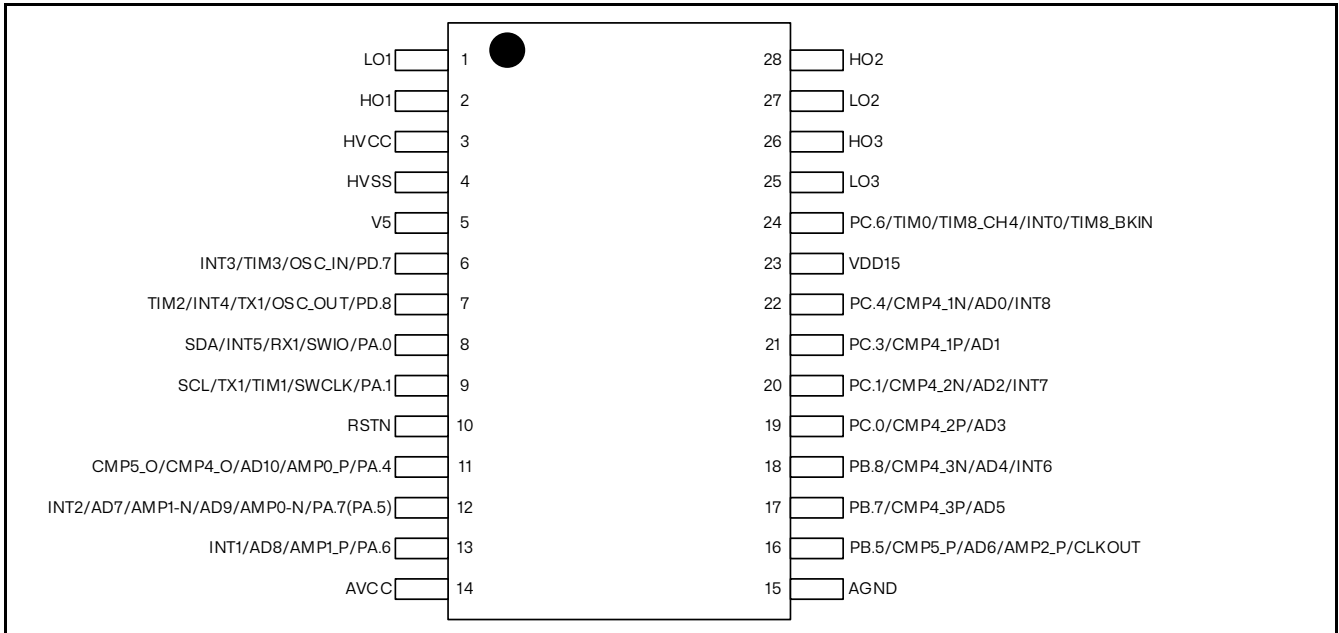 LO1 1 28 HO2
HO1 2 27 LO2
HVCC 3 26 HO3
HVSS 4 25 LO3
V5 5 24 PC.6/TIM0/TIM8_CH4/INT0/TIM8_BKIN
INT3/TIM3/OSC_IN/PD.7 6 23 VDD15
TIM2/INT4/TX1/OSC_OUT/PD.8 7 22 PC.4/CMP4_1N/AD0/INT8
SDA/INT5/RX1/SWIO/PA.0 8 21 PC.3/CMP4_1P/AD1
SCL/TX1/TIM1/SWCLK/PA.1 9 20 PC.1/CMP4_2N/AD2/INT7
RSTN 10 19 PC.0/CMP4_2P/AD3
CMP5_O/CMP4_O/AD10/AMP0_P/PA.4 11 18 PB.8/CMP4_3N/AD4/INT6
INT2/AD7/AMP1-N/AD9/AMP0-N/PA.7(PA.5) 12 17 PB.7/CMP4_3P/AD5
INT1/AD8/AMP1_P/PA.6 13 16 PB.5/CMP5_P/AD6/AMP2_P/CLKOUT
AVCC 14 15 AGND